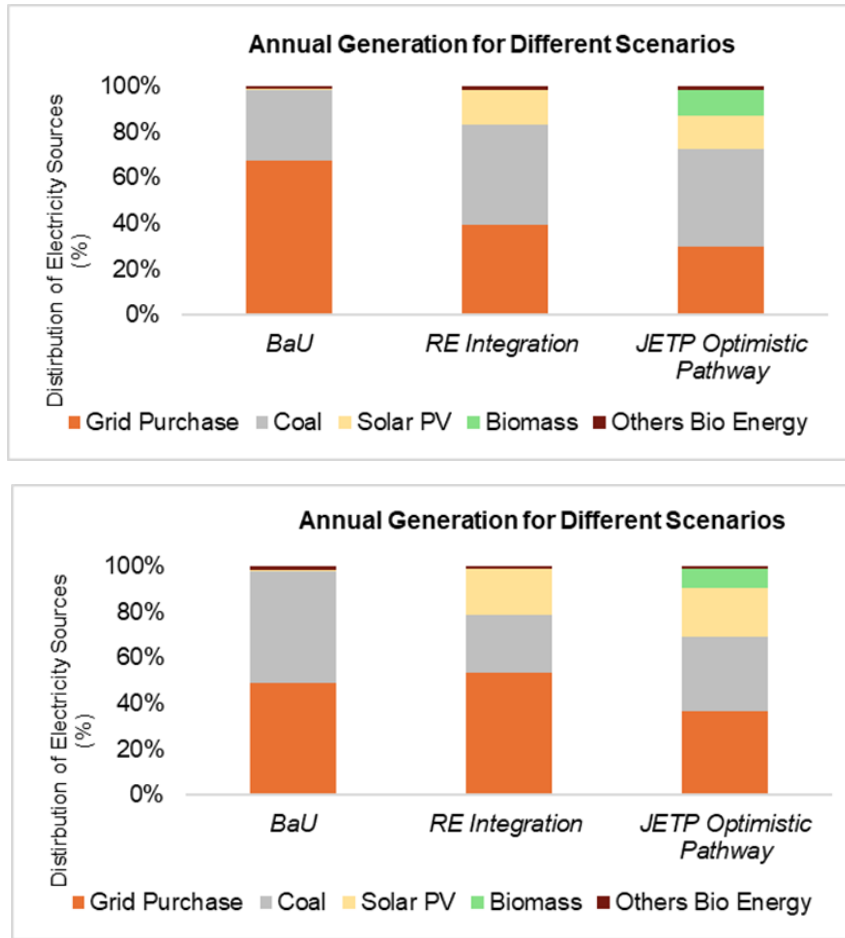 Annual Generation for Different Scenarios
Distirbution of Electricity Sources
(%)
100%
80%
60%
40%
20%
0%
BaU
RE Integration
JETP Optimistic
Pathway
Grid Purchase
Coal
Solar PV
Biomass
Others Bio Energy
Annual Generation for Different Scenarios
Distirbution of Electricity Sources
(%)
100%
80%
60%
40%
20%
0%
BaU
RE Integration
JETP Optimistic
Pathway
Grid Purchase
Coal
Solar PV
Biomass
Others Bio Energy